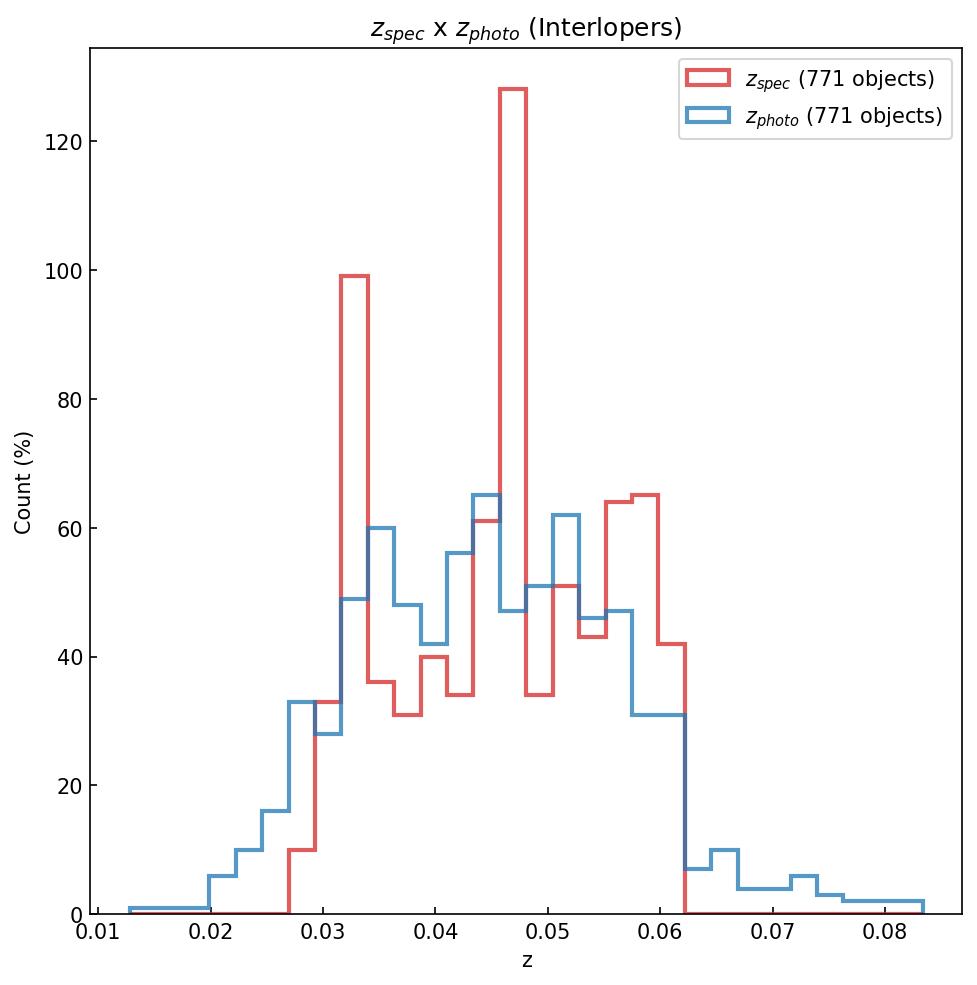 z_spec x z_photo (Interlopers)
z_spec (771 objects)
z_photo (771 objects)
Count (%)
120
100
80
60
40
20
0
0.01 0.02 0.03 0.04 0.05 0.06 0.07 0.08
z